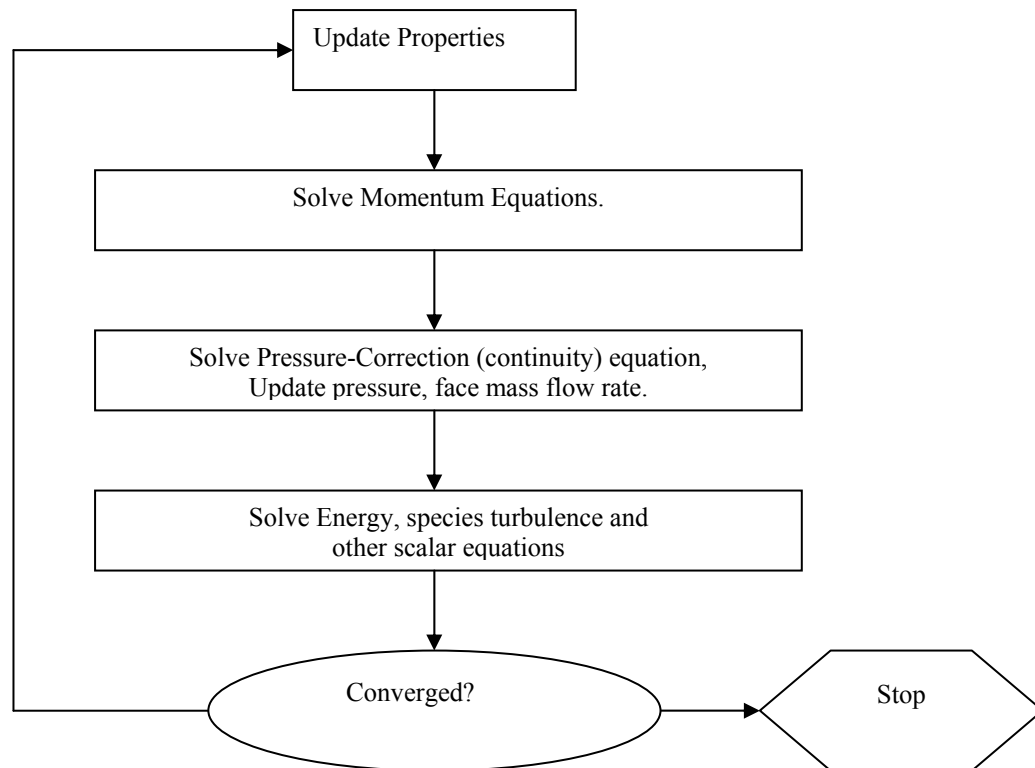 Update Properties
Solve Momentum Equations.
Solve Pressure-Correction (continuity) equation,
Update pressure, face mass flow rate.
Solve Energy, species turbulence and
other scalar equations
Converged?
Stop